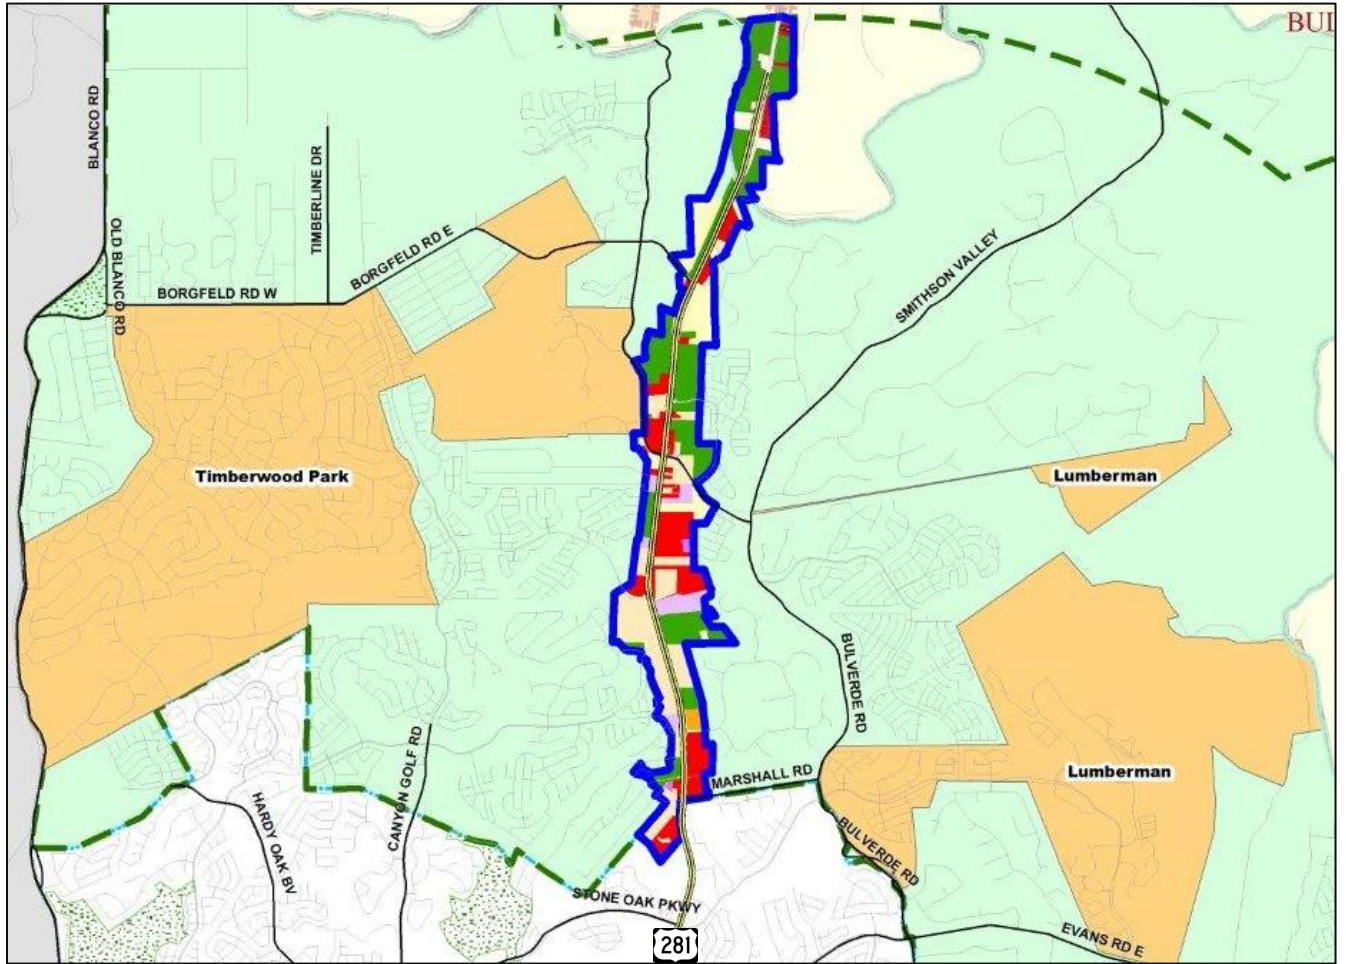 BUL
BLANCO RD
TIMBERLINE DR
OLD BLANCO RD
BORGFELD RD E
BORGFELD RD W
SMITHSON VALLEY
Timberwood Park
Lumberman
BULVERDE RD
Lumberman
MARSHALL RD
CANYON GOLF RD
HARDY OAK BV
BULVERDE RD
STONE OAK PKWY
EVANS RD E
281